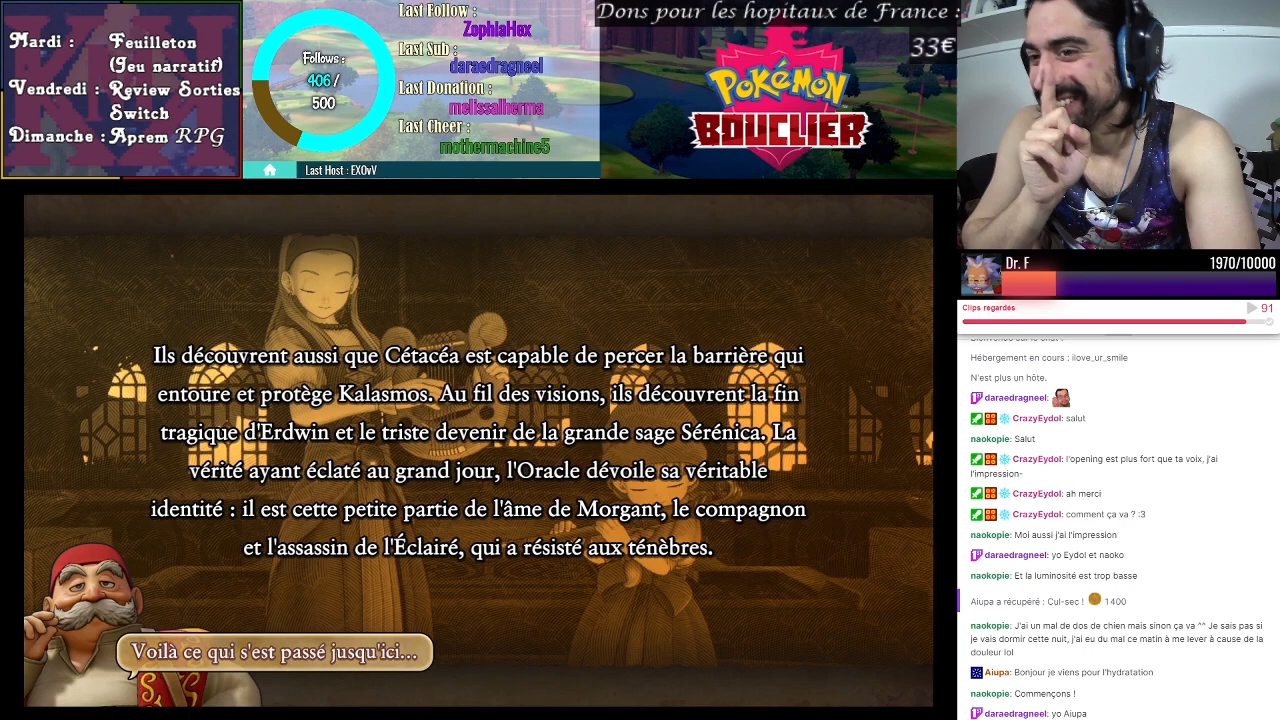 Mardi : Feuilleton
(Jeu narratif)
Vendredi : Review Sorties
Switch
Dimanche : Aprem RPG
Follows :
406 /
500
Last Follow :
ZophiaHex
Last Sub :
daraedragneel
Last Donation :
melissalherma
Last Cheer :
mothermachine5
Last Host : EXOvV
Dons pour les hopitaux de France :
33€
POKÉMON
BOUCLIER
Dr. F 1970/10000
Clips regardés 91
Hébergement en cours : ilove_ur_smile
N'est plus un hôte.
daraedragneel:
CrazyEydol: salut
naokopie: Salut
CrazyEydol: l'opening est plus fort que ta voix, j'ai
l'impression-
CrazyEydol: ah merci
CrazyEydol: comment ça va ? :3
naokopie: Moi aussi j'ai l'impression
daraedragneel: yo Eydol et naoko
naokopie: Et la luminosité est trop basse
Aiupa a récupéré : Cul-sec ! 1 400
naokopie: J'ai un mal de dos de chien mais sinon ça va ^^ Je sais pas si
je vais dormir cette nuit, j'ai eu du mal ce matin à me lever à cause de la
douleur lol
Aiupa: Bonjour je viens pour l'hydratation
naokopie: Commençons !
daraedragneel: yo Aiupa
Ils découvrent aussi que Cétacéa est capable de percer la barrière qui
entoure et protège Kalasmos. Au fil des visions, ils découvrent la fin
tragique d'Erdwin et le triste devenir de la grande sage Sérénica. La
vérité ayant éclaté au grand jour, l'Oracle dévoile sa véritable
identité : il est cette petite partie de l'âme de Morgant, le compagnon
et l'assassin de l'Éclairé, qui a résisté aux ténèbres.
Voilà ce qui s'est passé jusqu'ici...